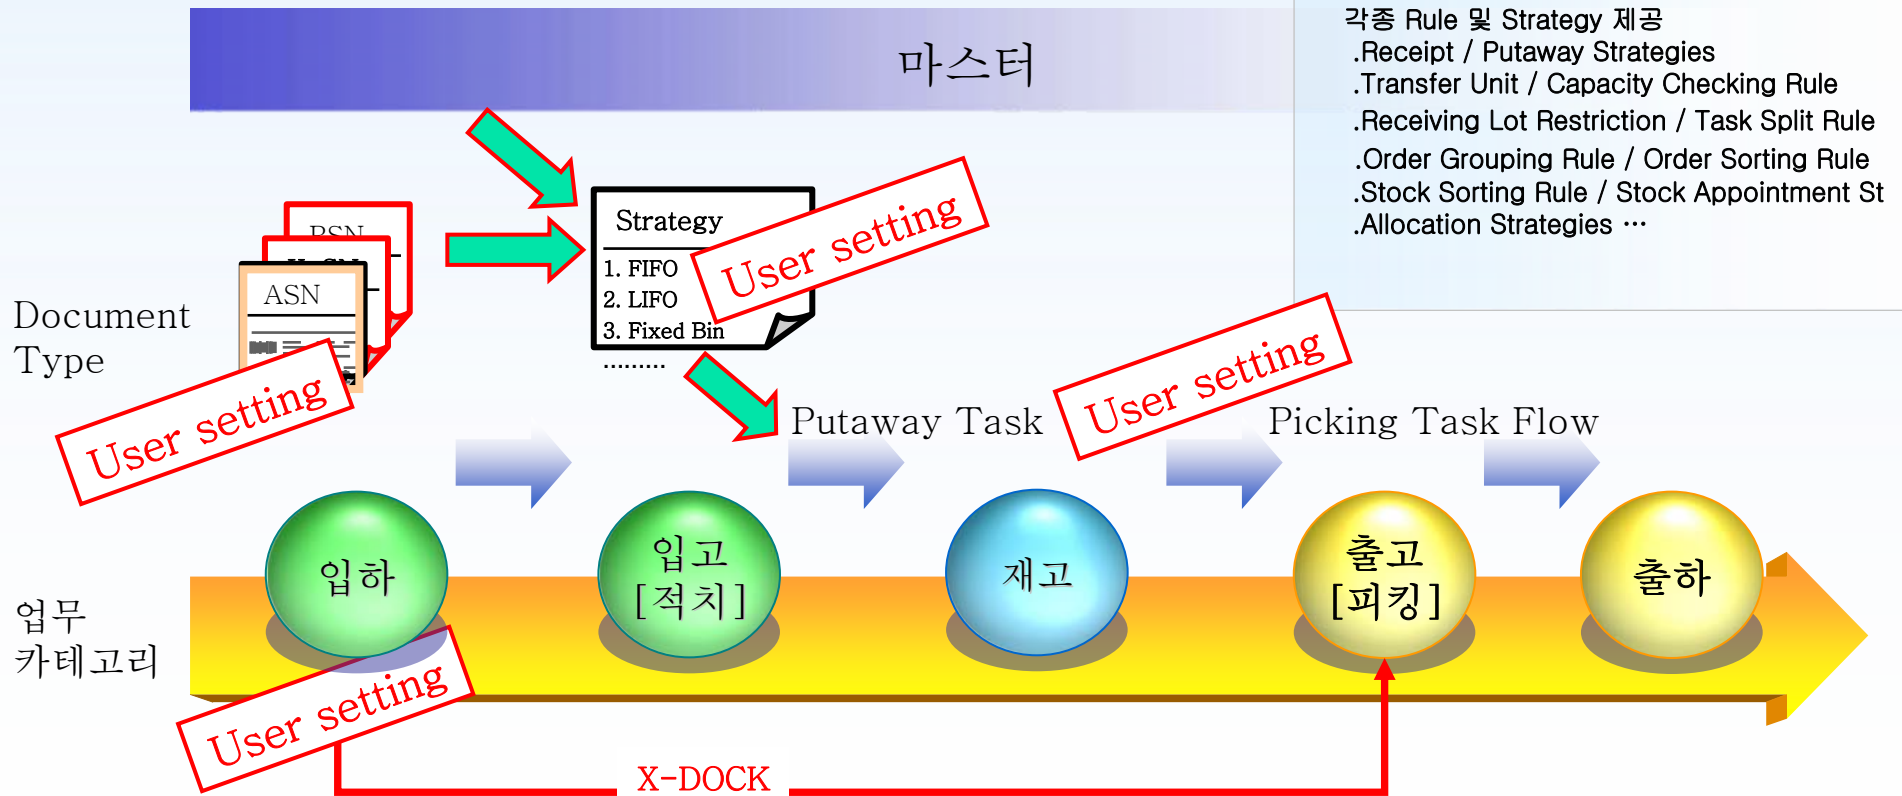 마스터
각종 Rule 및 Strategy 제공
.Receipt / Putaway Strategies
.Transfer Unit / Capacity Checking Rule
.Receiving Lot Restriction / Task Split Rule
.Order Grouping Rule / Order Sorting Rule
.Stock Sorting Rule / Stock Appointment St
.Allocation Strategies ...
Document
Type
ASN
User setting
Strategy
1. FIFO
2. LIFO
3. Fixed Bin
.........
User setting
User setting
Putaway Task
Picking Task Flow
업무
카테고리
입하
입고
[적치]
재고
출고
[피킹]
출하
User setting
X-DOCK